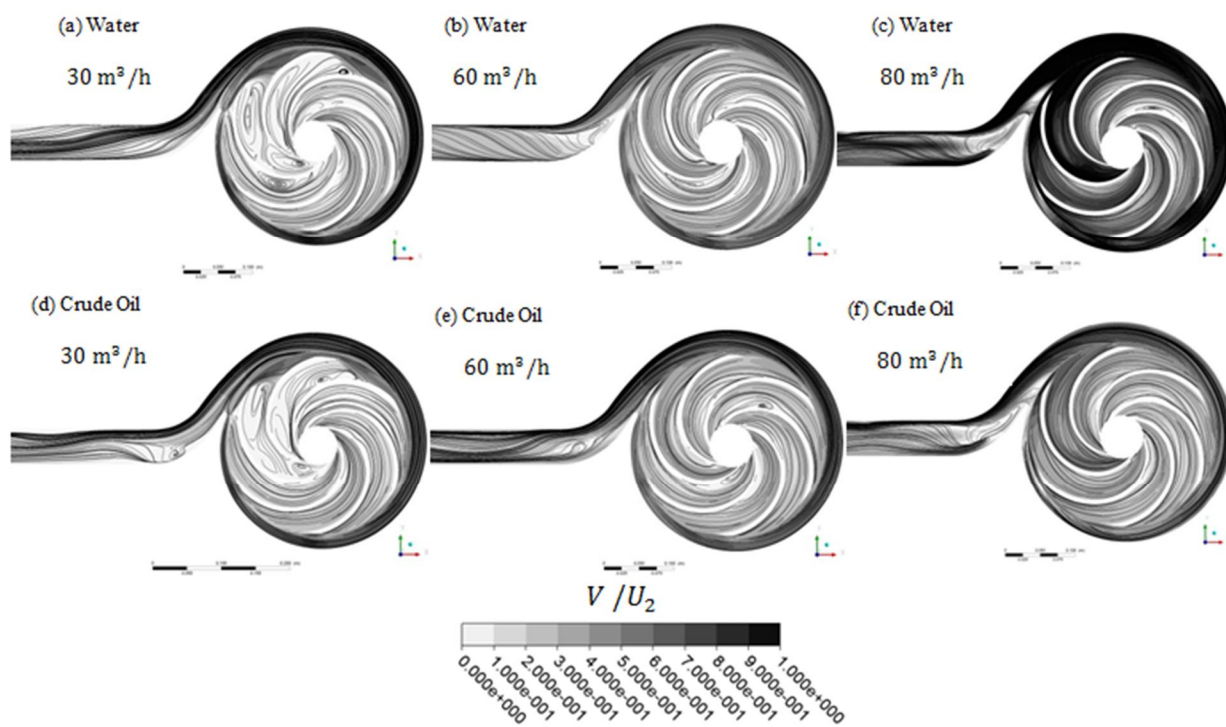 (a) Water
30 m³/h
(b) Water
60 m³/h
(c) Water
80 m³/h
(d) Crude Oil
30 m³/h
(e) Crude Oil
60 m³/h
(f) Crude Oil
80 m³/h
V /U₂
0.000e+000
1.000e-001
2.000e-001
3.000e-001
4.000e-001
5.000e-001
6.000e-001
7.000e-001
8.000e-001
9.000e-001
1.000e+000